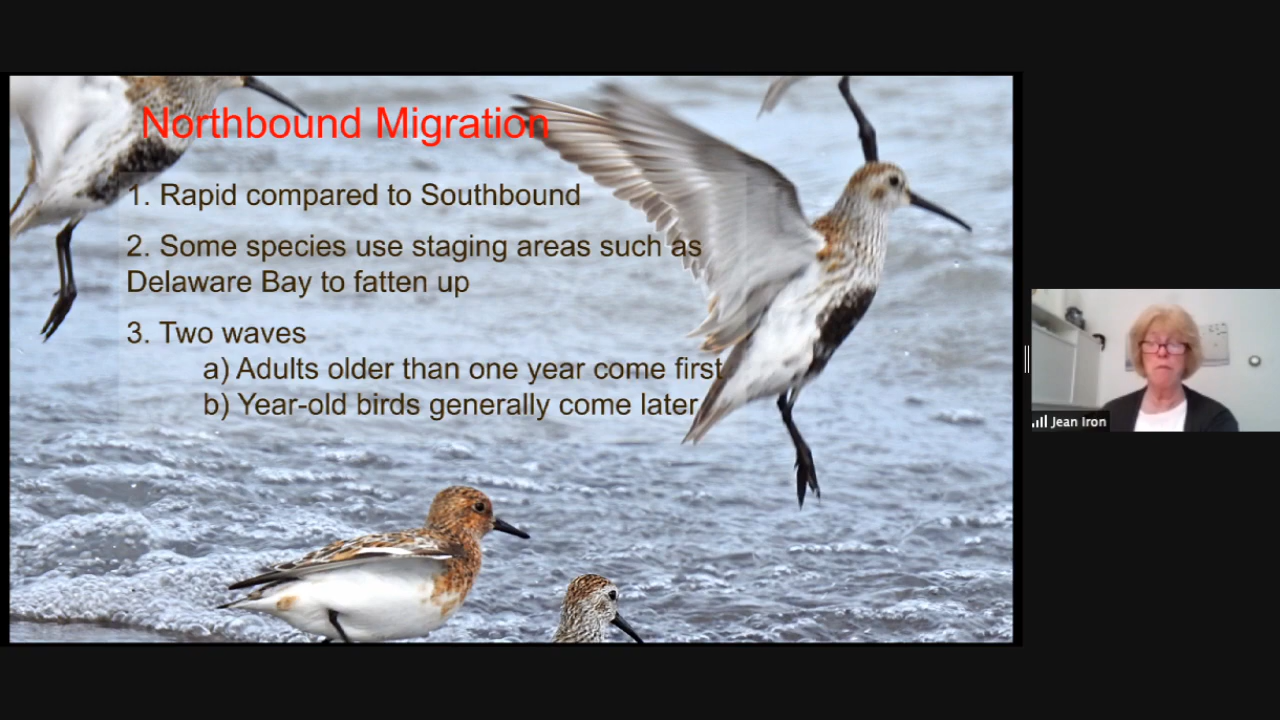 Northbound Migration
1. Rapid compared to Southbound
2. Some species use staging areas such as
Delaware Bay to fatten up
3. Two waves
a) Adults older than one year come first
b) Year-old birds generally come later
Jean Iron